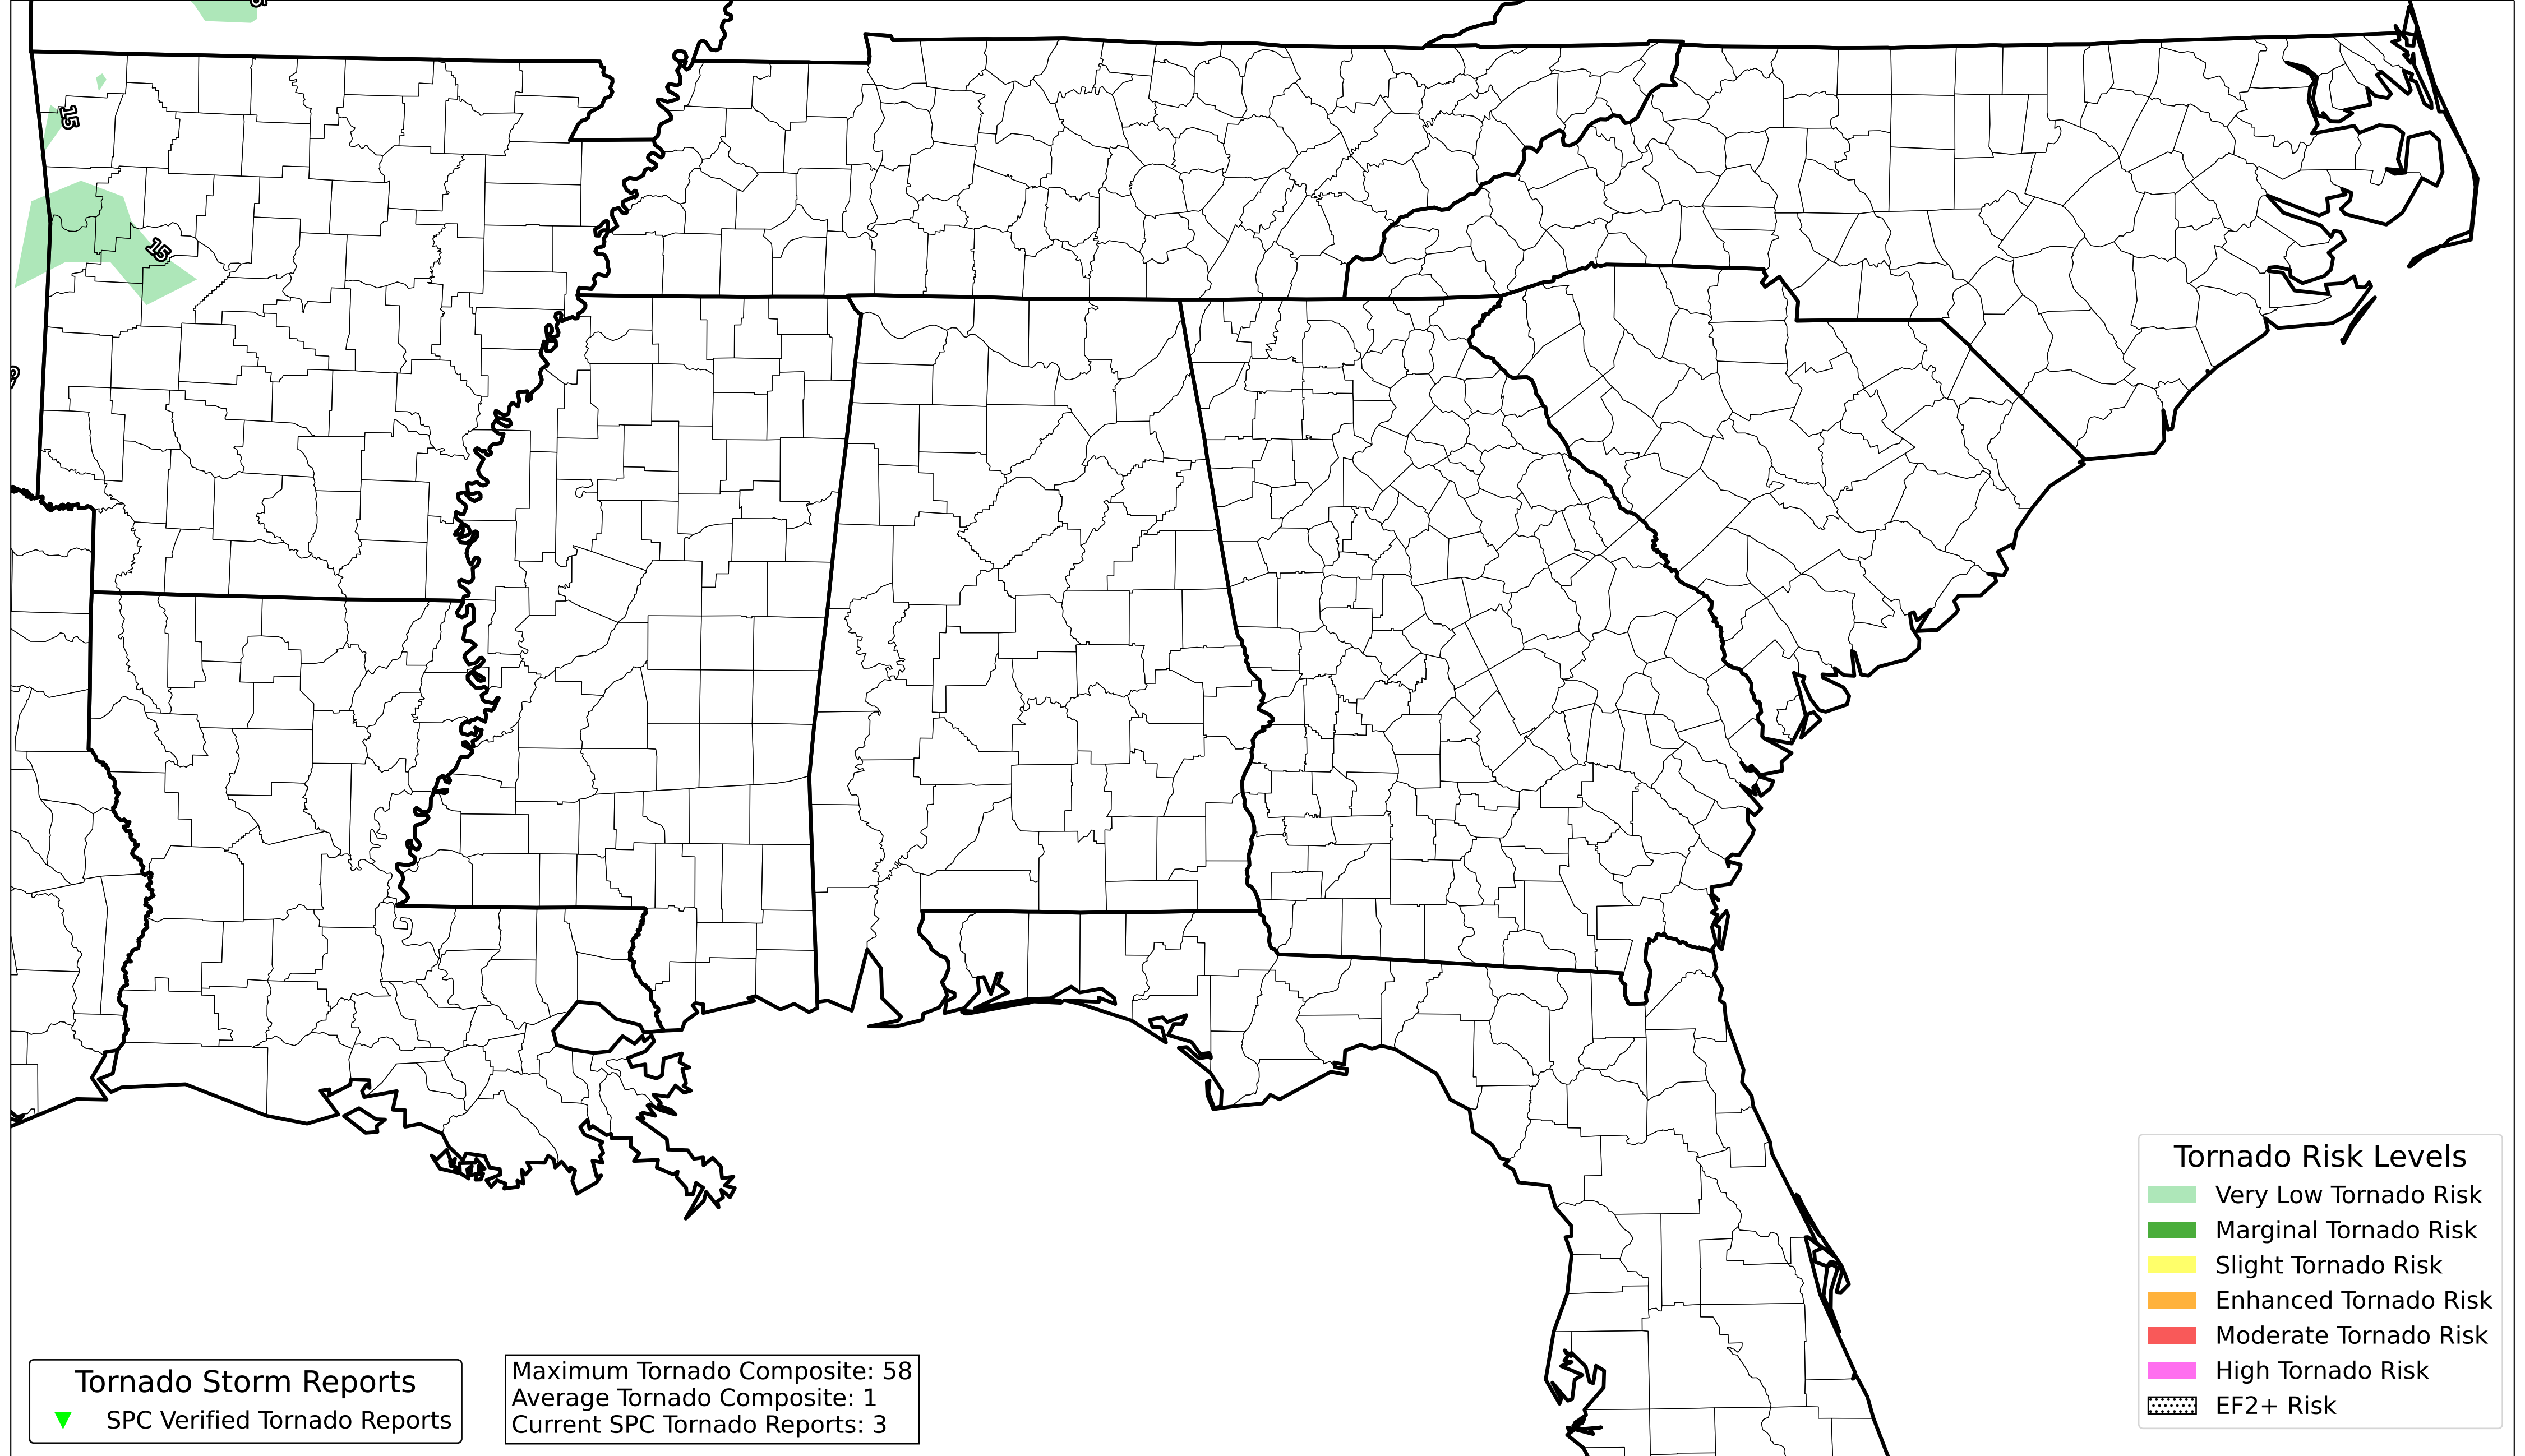 15
15
Tornado Risk Levels
Very Low Tornado Risk
Marginal Tornado Risk
Slight Tornado Risk
Enhanced Tornado Risk
Moderate Tornado Risk
High Tornado Risk
EF2+ Risk
Tornado Storm Reports
SPC Verified Tornado Reports
Maximum Tornado Composite: 58
Average Tornado Composite: 1
Current SPC Tornado Reports: 3